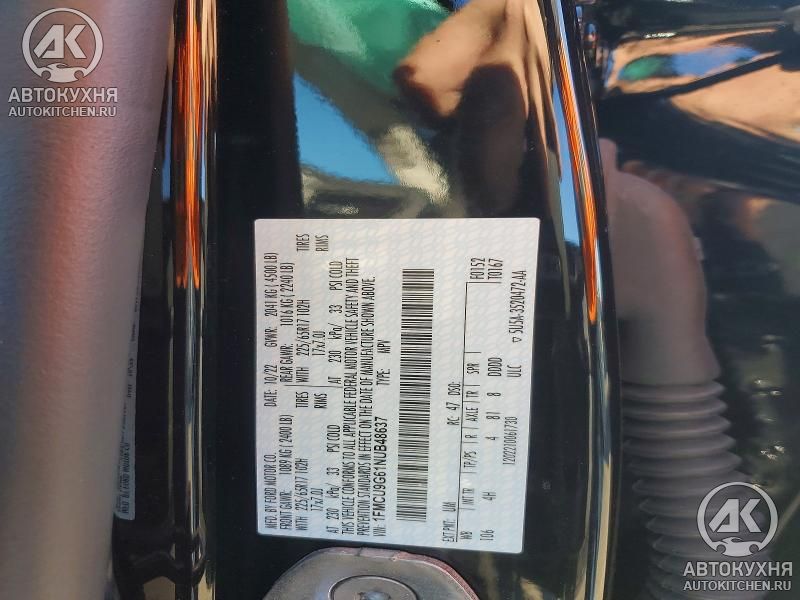 АВТОКУХНЯ
AUTOKITCHEN.RU
MFD. BY FORD MOTOR CO.
DATE: 10/22 GVWR: 2041 KG ( 4500 LB)
FRONT GAWR: 1089 KG ( 2400 LB) REAR GAWR: 1016 KG ( 2240 LB)
225/65R17 102H TIRES WITH 225/65R17 102H TIRES
17x7.0J RIMS 17x7.0J RIMS
AT 230 kPa/ 33 PSI COLD AT 230 kPa/ 33 PSI COLD
THIS VEHICLE CONFORMS TO ALL APPLICABLE FEDERAL MOTOR VEHICLE SAFETY AND THEFT
PREVENTION STANDARDS IN EFFECT ON THE DATE OF MANUFACTURE SHOWN ABOVE.
VIN: 1FMCU9G61NUB48637 TYPE: MPV
EXT PNT: UM RC: 47 DSO: F0152
WB INT TR TP/PS R AXLE TR SPR T0167
106 4H 4 81 8 DDDD
1202210061730 ULC 5U5A-3520472-AA
АВТОКУХНЯ
AUTOKITCHEN.RU